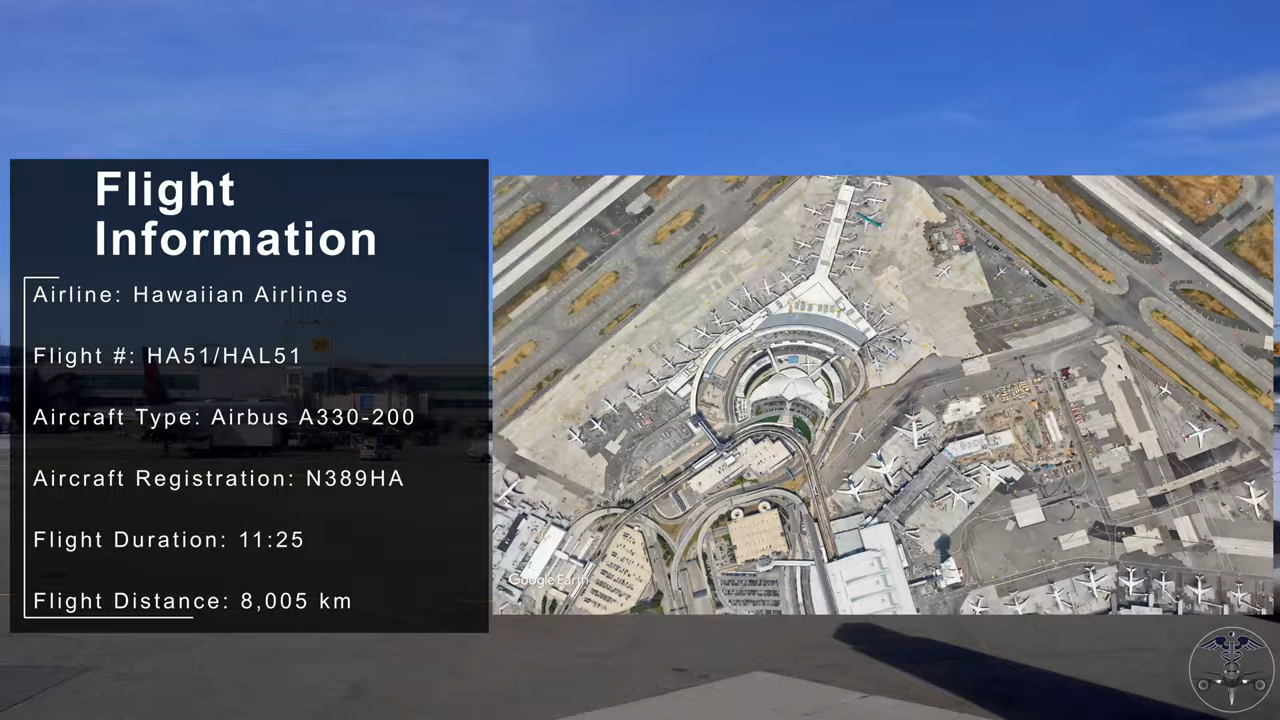 Flight
Information
Airline: Hawaiian Airlines
Flight #: HA51/HAL51
Aircraft Type: Airbus A330-200
Aircraft Registration: N389HA
Flight Duration: 11:25
Flight Distance: 8,005 km
Google Earth